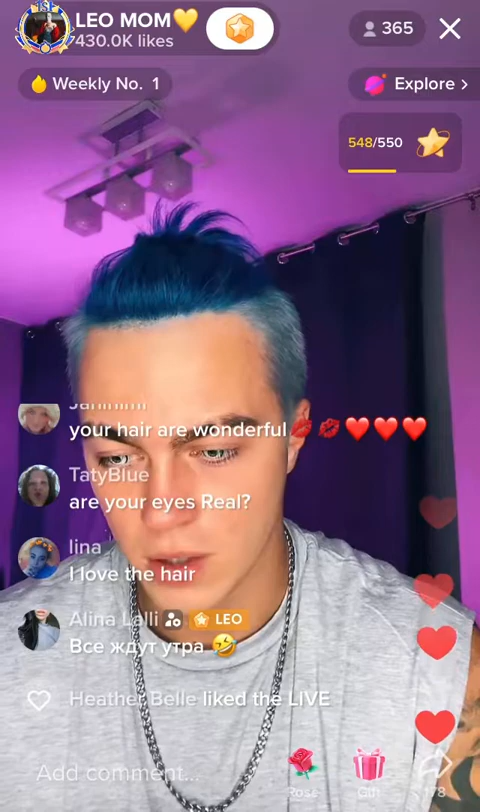 LEO MOM💛
430.0K likes
365
Weekly No. 1
Explore >
548/550
your hair are wonderful💋💋❤️❤️❤️
TatyBlue
are your eyes Real?
lina
I love the hair
Alina Lalli LEO
Все ждут утра 🤣
Heather Belle liked the LIVE
Add comment...
Rose
Gift
178